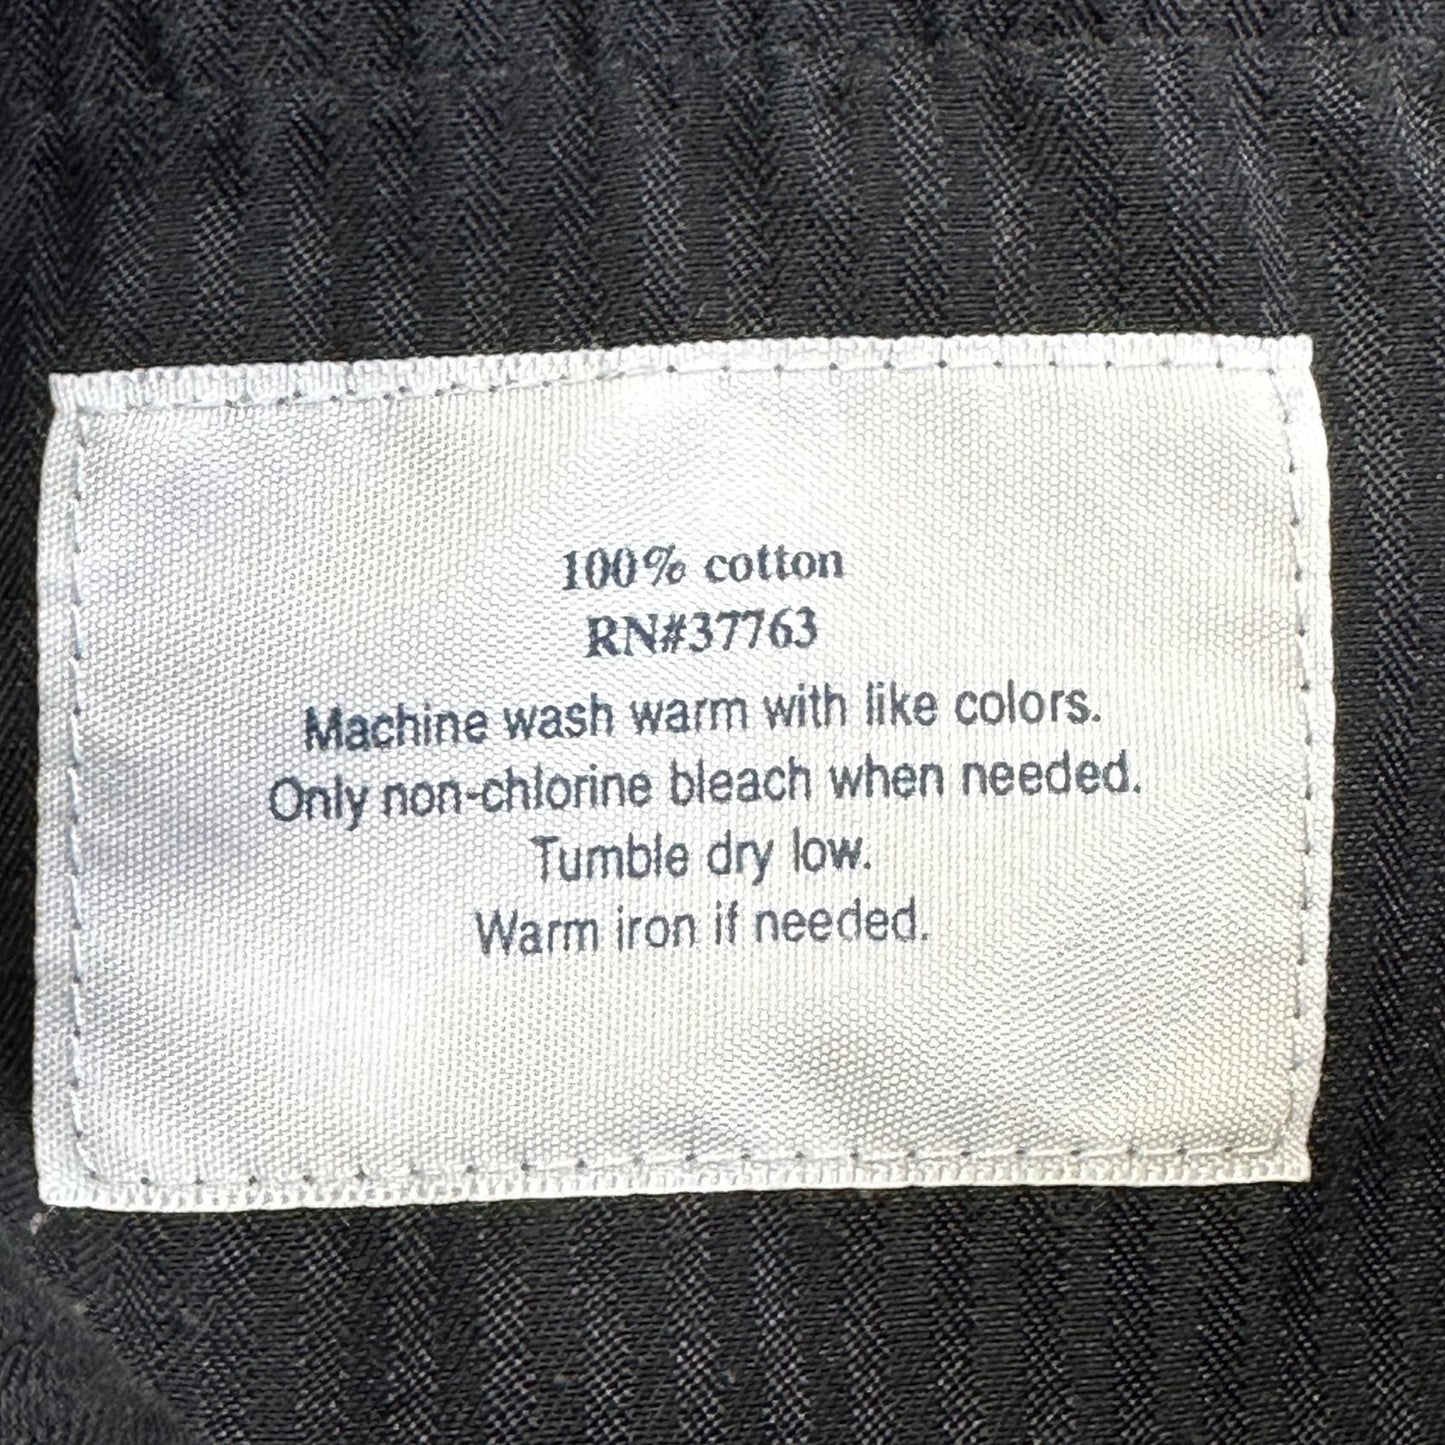 100% cotton
RN#37763
Machine wash warm with like colors.
Only non-chlorine bleach when needed.
Tumble dry low.
Warm iron if needed.